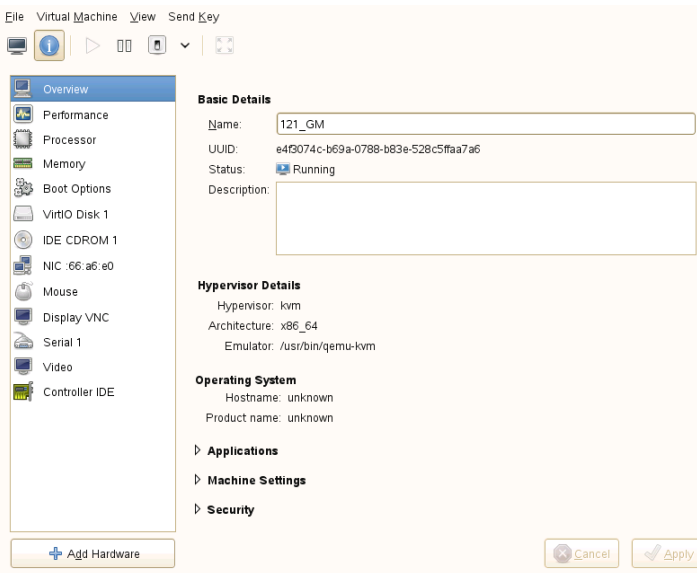 File Virtual Machine View Send Key
Overview
Performance
Processor
Memory
Boot Options
VirtIO Disk 1
IDE CDROM 1
NIC :66:a6:e0
Mouse
Display VNC
Serial 1
Video
Controller IDE
Add Hardware
Basic Details
Name: 121_GM
UUID: e4f3074c-b69a-0788-b83e-528c5ffaa7a6
Status: Running
Description:
Hypervisor Details
Hypervisor: kvm
Architecture: x86_64
Emulator: /usr/bin/qemu-kvm
Operating System
Hostname: unknown
Product name: unknown
Applications
Machine Settings
Security
Cancel Apply